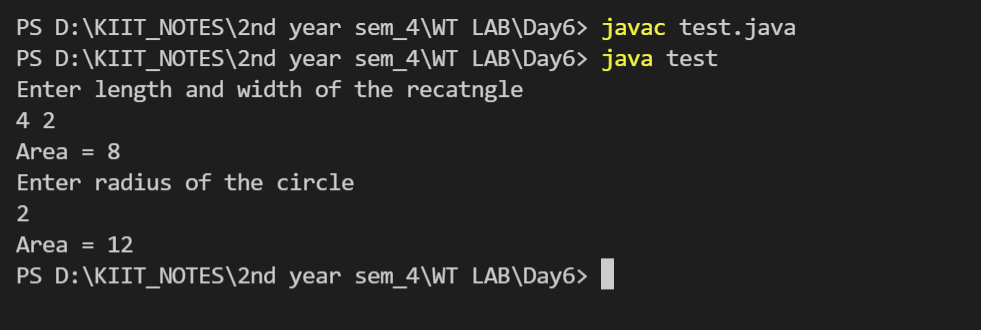 PS D:\KIIT_NOTES\2nd year sem_4\WT LAB\Day6> javac test.java
PS D:\KIIT_NOTES\2nd year sem_4\WT LAB\Day6> java test
Enter length and width of the recatngle
4 2
Area = 8
Enter radius of the circle
2
Area = 12
PS D:\KIIT_NOTES\2nd year sem_4\WT LAB\Day6>